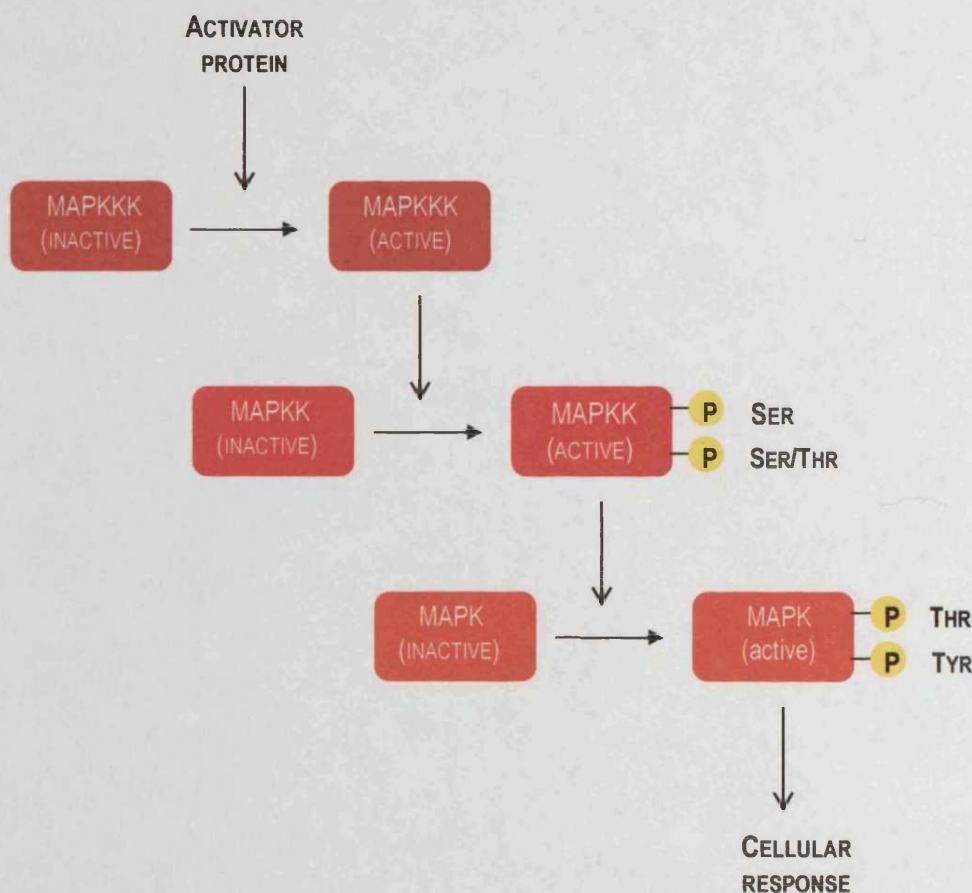 ACTIVATOR
PROTEIN
MAPKKK
(INACTIVE)
MAPKKK
(ACTIVE)
MAPKK
(INACTIVE)
MAPKK
(ACTIVE)
P SER
P SER/THR
MAPK
(INACTIVE)
MAPK
(active)
P THR
P TYR
CELLULAR
RESPONSE